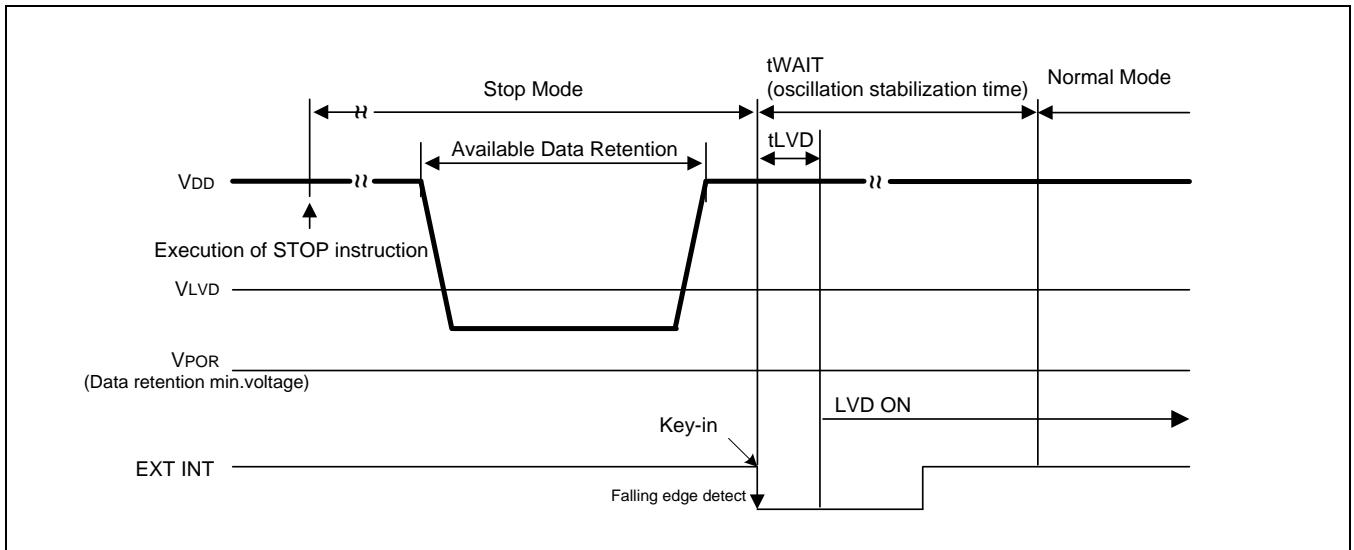 tWAIT
(oscillation stabilization time)
Normal Mode
Stop Mode
Available Data Retention
tLVD
VDD
Execution of STOP instruction
VLVD
VPOR
(Data retention min.voltage)
LVD ON
Key-in
EXT INT
Falling edge detect